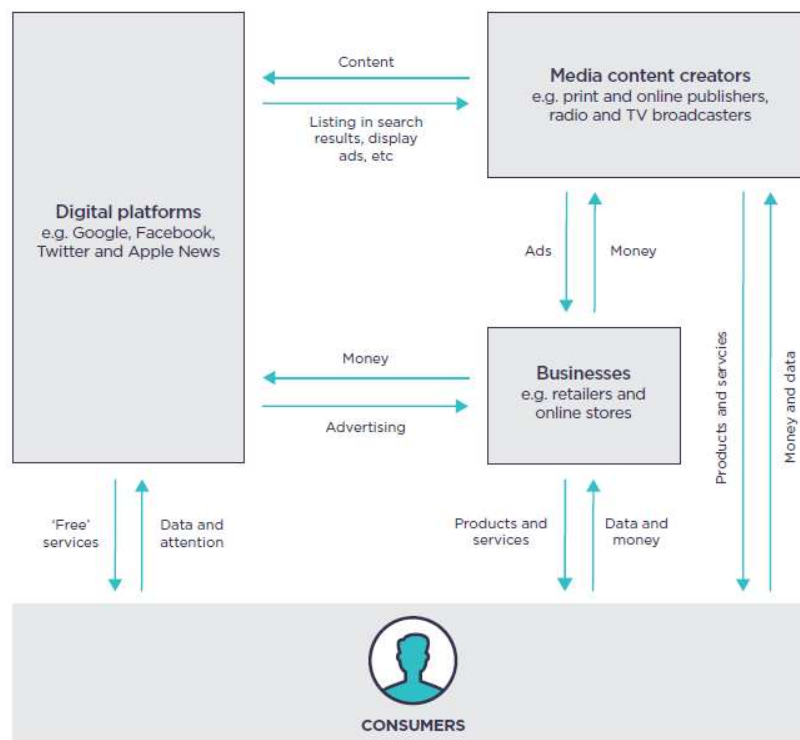 Content
Listing in search
results, display
ads, etc
Media content creators
e.g. print and online publishers,
radio and TV broadcasters
Digital platforms
e.g. Google, Facebook,
Twitter and Apple News
Ads
Money
Money
Advertising
Businesses
e.g. retailers and
online stores
Products and servcies
Money and data
‘Free’
services
Data and
attention
Products and
services
Data and
money
CONSUMERS